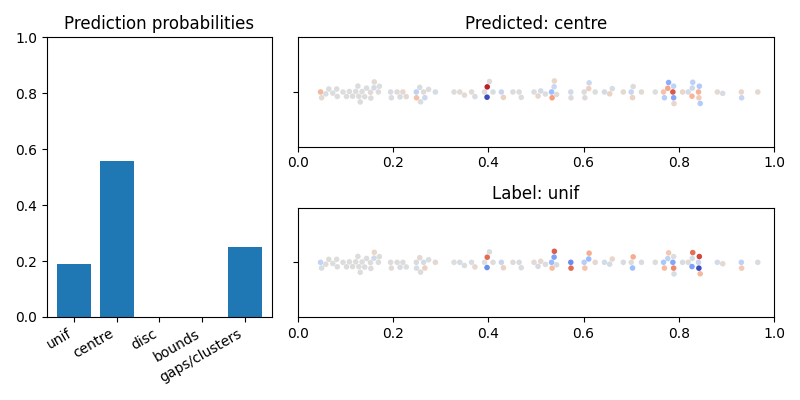 Prediction probabilities
1.0
0.8
0.6
0.4
0.2
0.0
unif
centre
disc
bounds
gaps/clusters
Predicted: centre
0.0 0.2 0.4 0.6 0.8 1.0
Label: unif
0.0 0.2 0.4 0.6 0.8 1.0